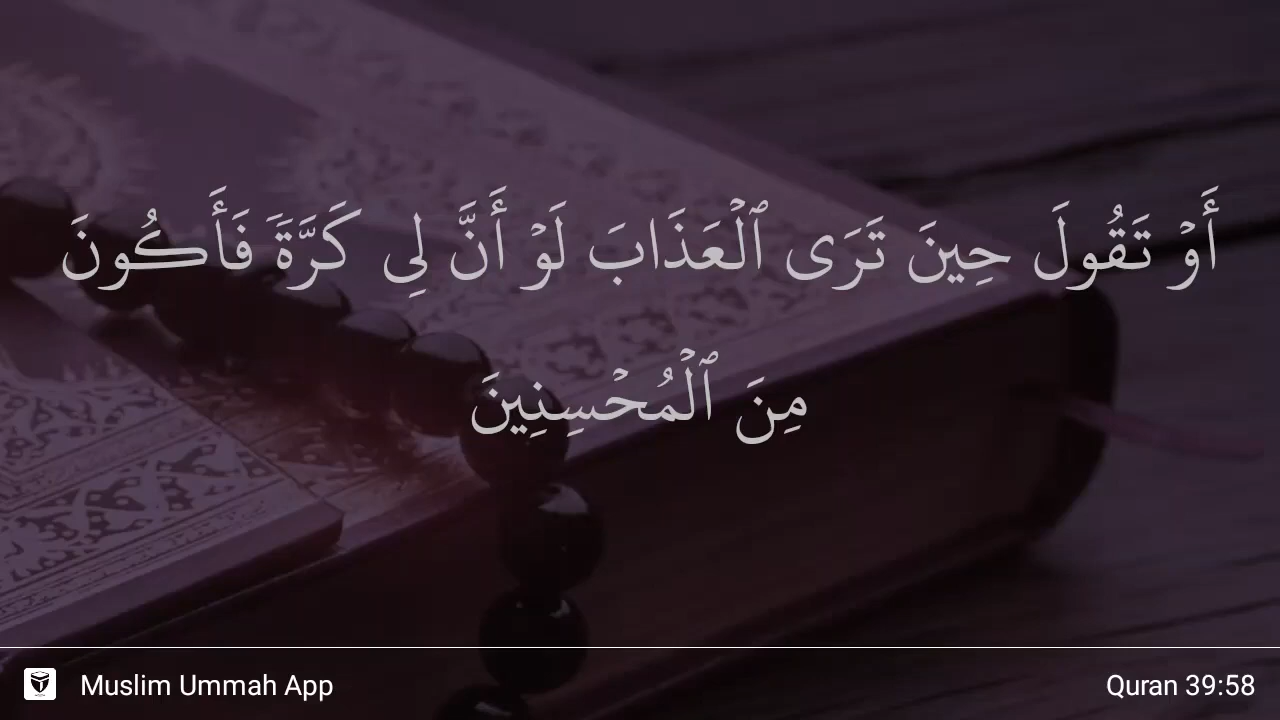 أَوۡ تَقُولَ حِينَ تَرَى ٱلۡعَذَابَ لَوۡ أَنَّ لِي كَرَّةٗ فَأَكُونَ
مِنَ ٱلۡمُحۡسِنِينَ
Muslim Ummah App
Quran 39:58